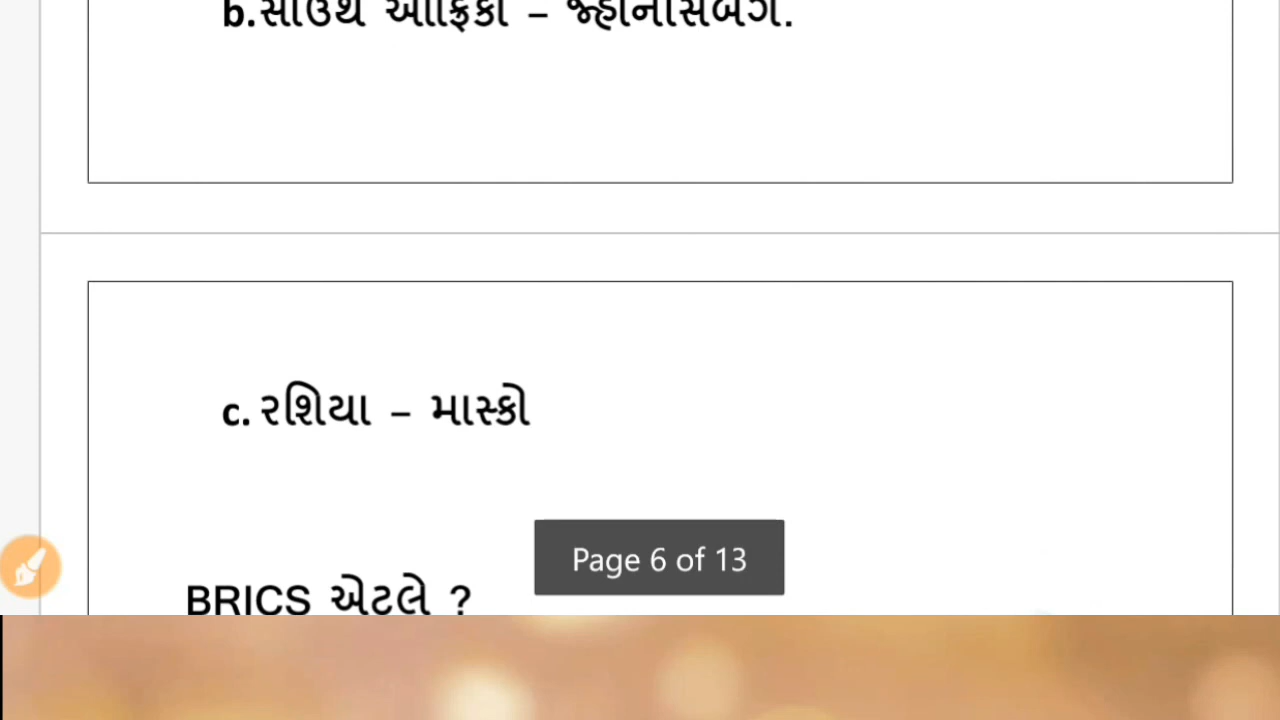 b.સાઉથ આફ્રિકા – જ્હોનીસબર્ગ.
c. રશિયા – માસ્કો
Page 6 of 13
BRICS એટલે ?